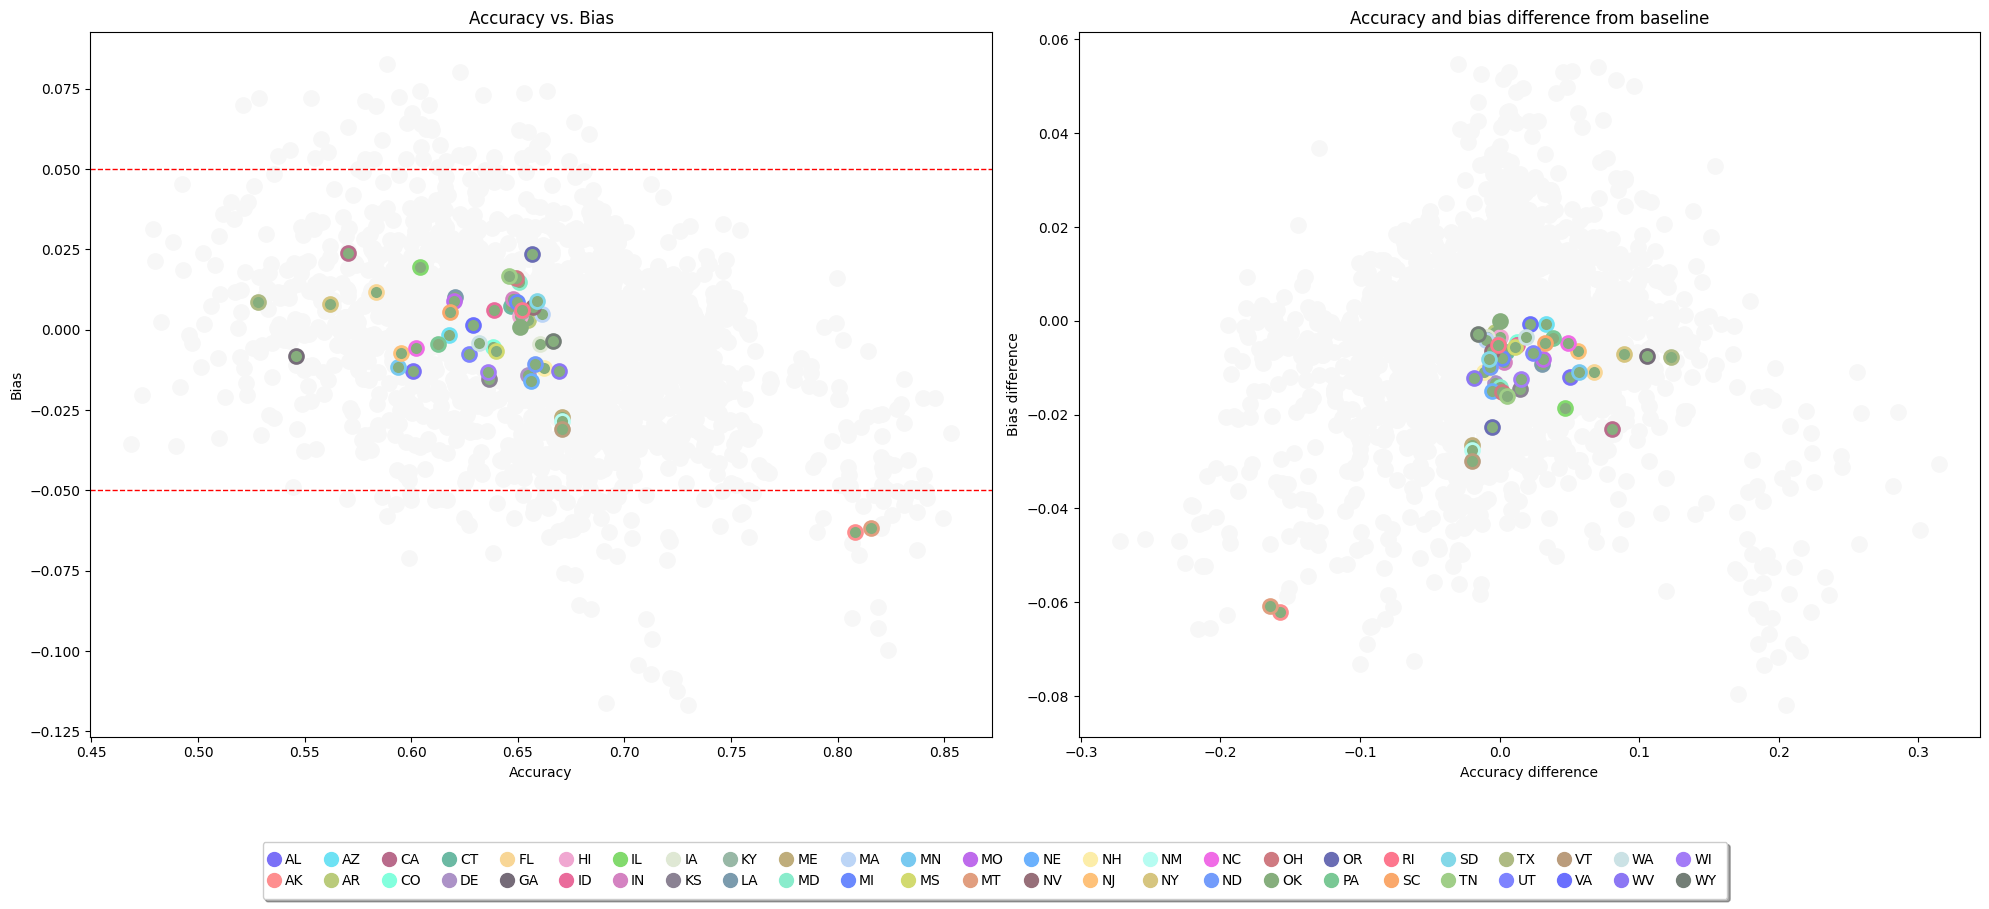 Accuracy vs. Bias
Accuracy and bias difference from baseline
0.075
0.050
0.025
0.000
−0.025
−0.050
−0.075
−0.100
−0.125
Bias
0.45 0.50 0.55 0.60 0.65 0.70 0.75 0.80 0.85
Accuracy
0.06
0.04
0.02
0.00
−0.02
−0.04
−0.06
−0.08
Bias difference
−0.3 −0.2 −0.1 0.0 0.1 0.2 0.3
Accuracy difference
AL AZ CA CT FL HI IL IA KY ME MA MN MO NE NH NM NC OH OR RI SD TX VT WA WI
AK AR CO DE GA ID IN KS LA MD MI MS MT NV NJ NY ND OK PA SC TN UT VA WV WY